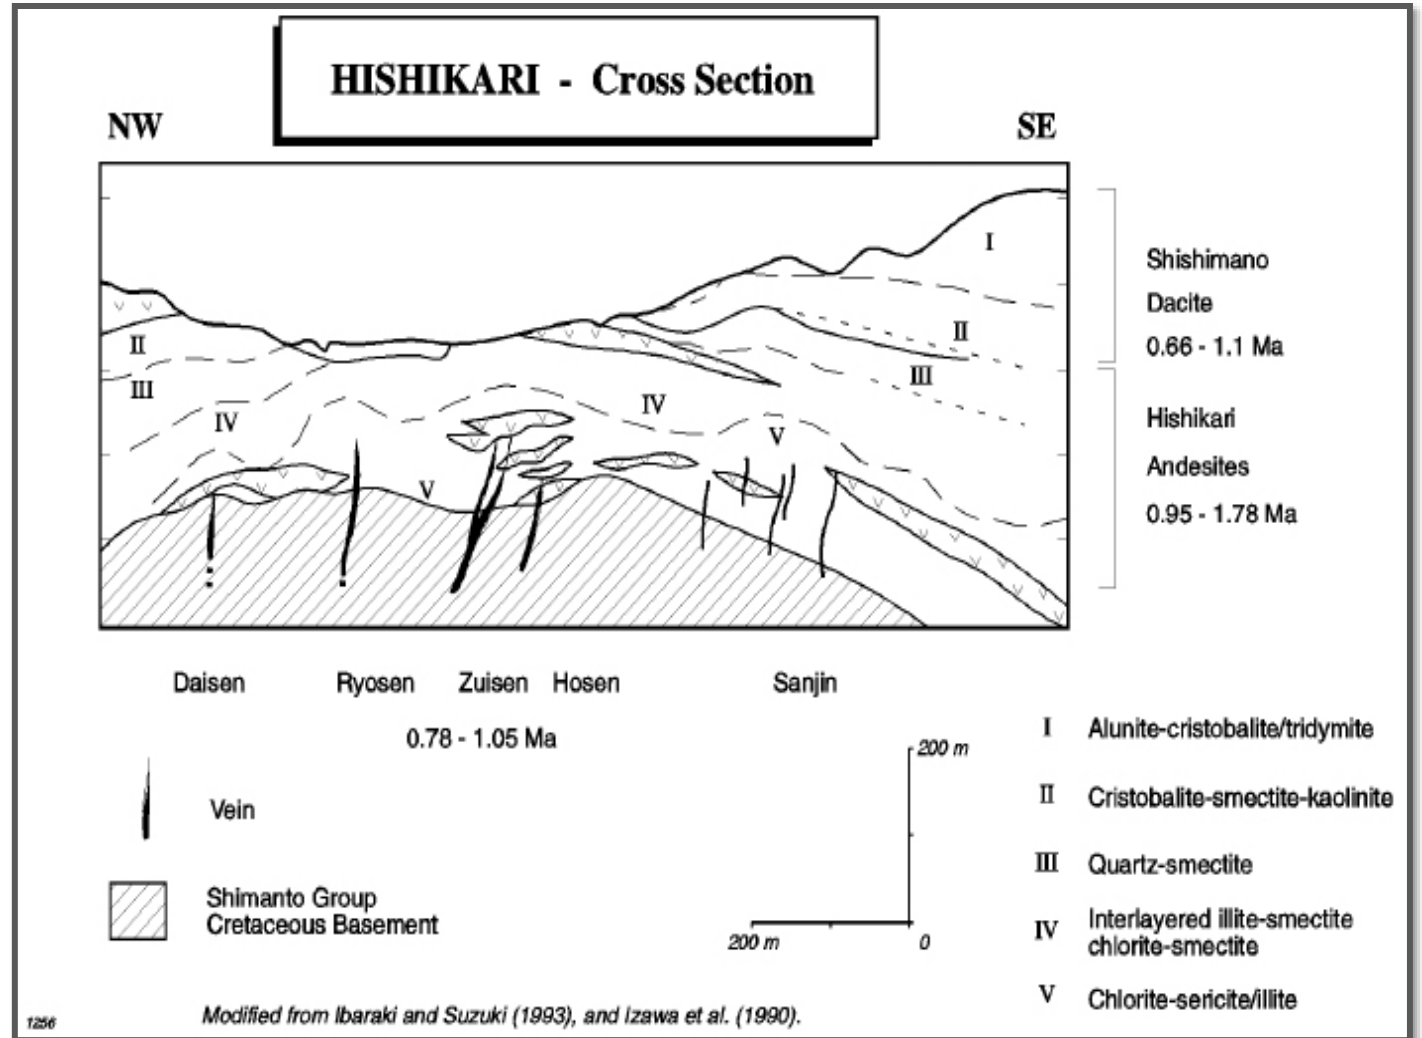 HISHIKARI - Cross Section
NW
SE
I
II
II
III
III
IV
IV
V
V
Shishimano
Dacite
0.66 - 1.1 Ma
Hishikari
Andesites
0.95 - 1.78 Ma
Daisen
Ryosen
Zuisen
Hosen
Sanjin
0.78 - 1.05 Ma
Vein
Shimanto Group
Cretaceous Basement
200 m
200 m
0
I Alunite-cristobalite/tridymite
II Cristobalite-smectite-kaolinite
III Quartz-smectite
IV Interlayered illite-smectite
chlorite-smectite
V Chlorite-sericite/illite
1256
Modified from Ibaraki and Suzuki (1993), and Izawa et al. (1990).